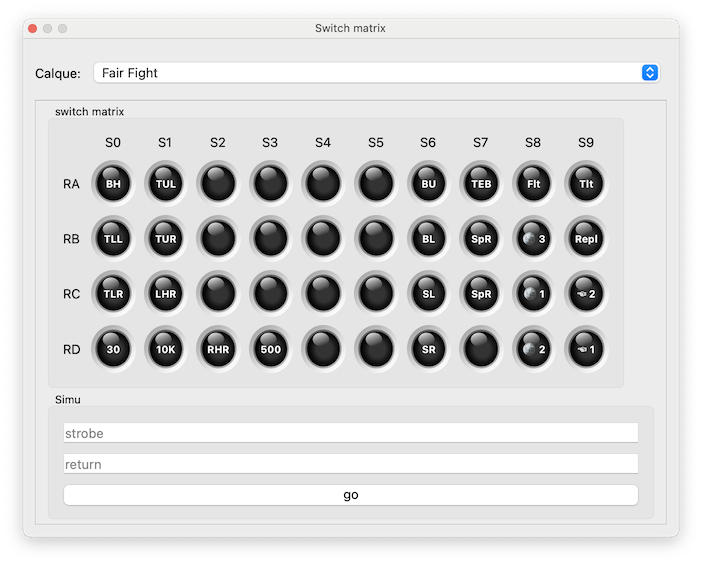 Switch matrix
Calque: Fair Fight
switch matrix
S0 S1 S2 S3 S4 S5 S6 S7 S8 S9
RA BH TUL BU TEB Flt Tlt
RB TLL TUR BL SpR 3 Repl
RC TLR LHR SL SpR 1 2
RD 30 10K RHR 500 SR 2 1
Simu
strobe
return
go